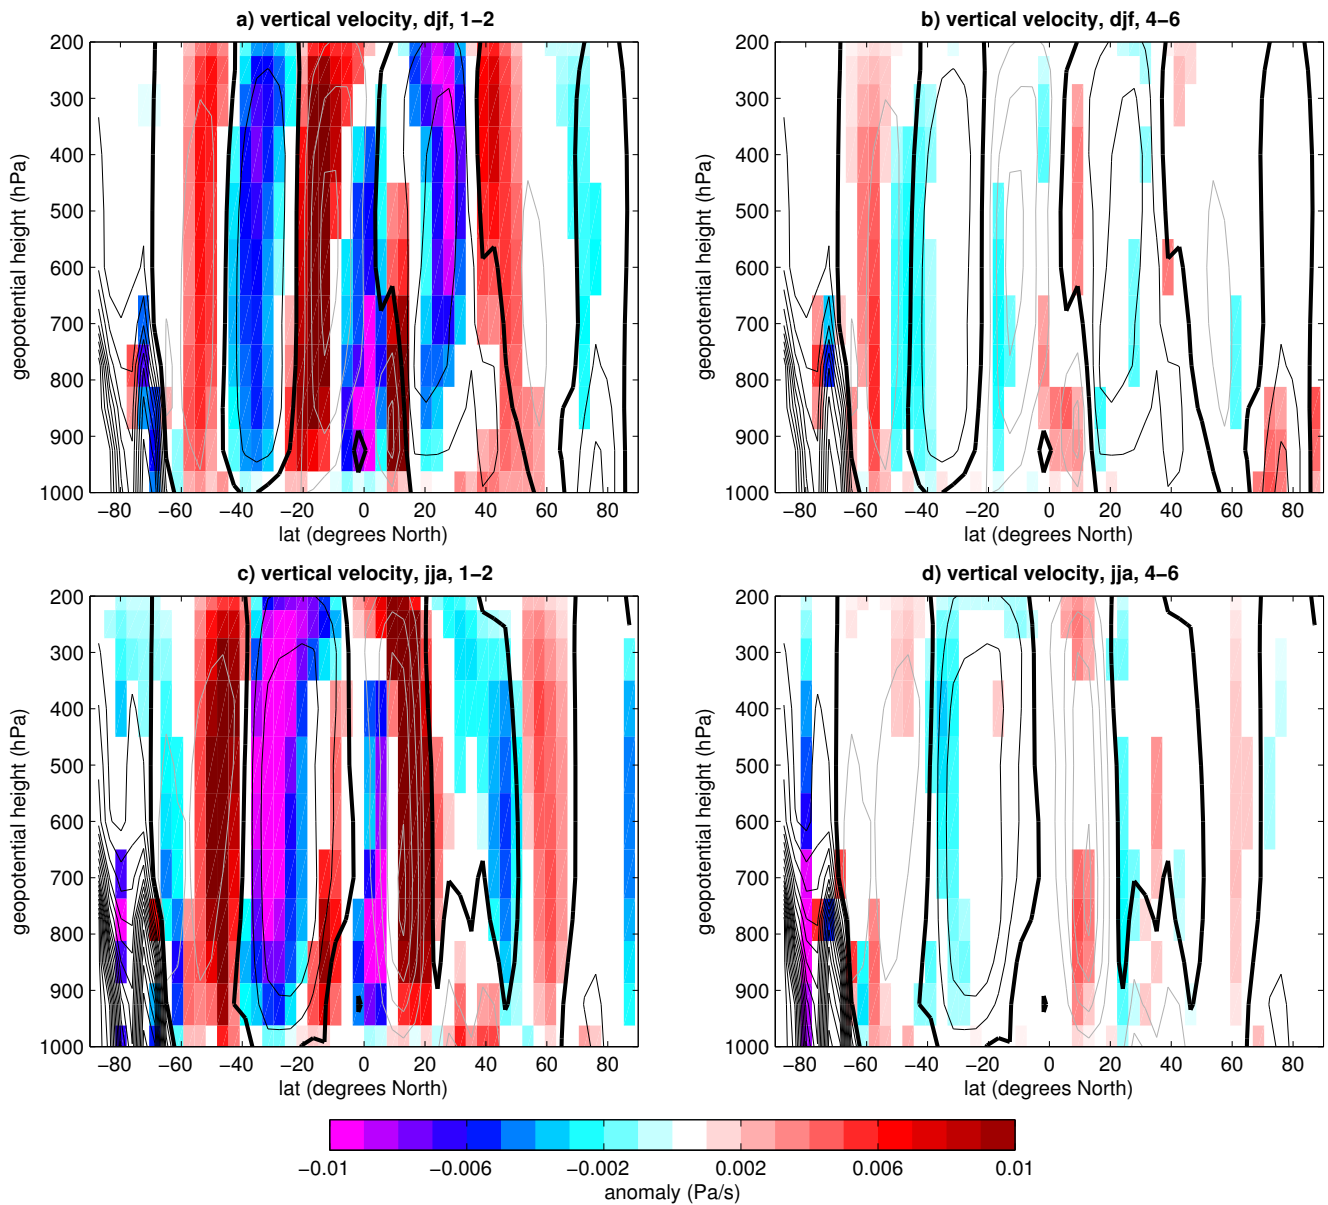 a) vertical velocity, djf, 1−2
b) vertical velocity, djf, 4−6
200
300
400
500
600
700
800
900
1000
geopotential height (hPa)
−80 −60 −40 −20 0 20 40 60 80
lat (degrees North)
200
300
400
500
600
700
800
900
1000
geopotential height (hPa)
−80 −60 −40 −20 0 20 40 60 80
lat (degrees North)
c) vertical velocity, jja, 1−2
d) vertical velocity, jja, 4−6
200
300
400
500
600
700
800
900
1000
geopotential height (hPa)
−80 −60 −40 −20 0 20 40 60 80
lat (degrees North)
200
300
400
500
600
700
800
900
1000
geopotential height (hPa)
−80 −60 −40 −20 0 20 40 60 80
lat (degrees North)
−0.01 −0.006 −0.002 0.002 0.006 0.01
anomaly (Pa/s)